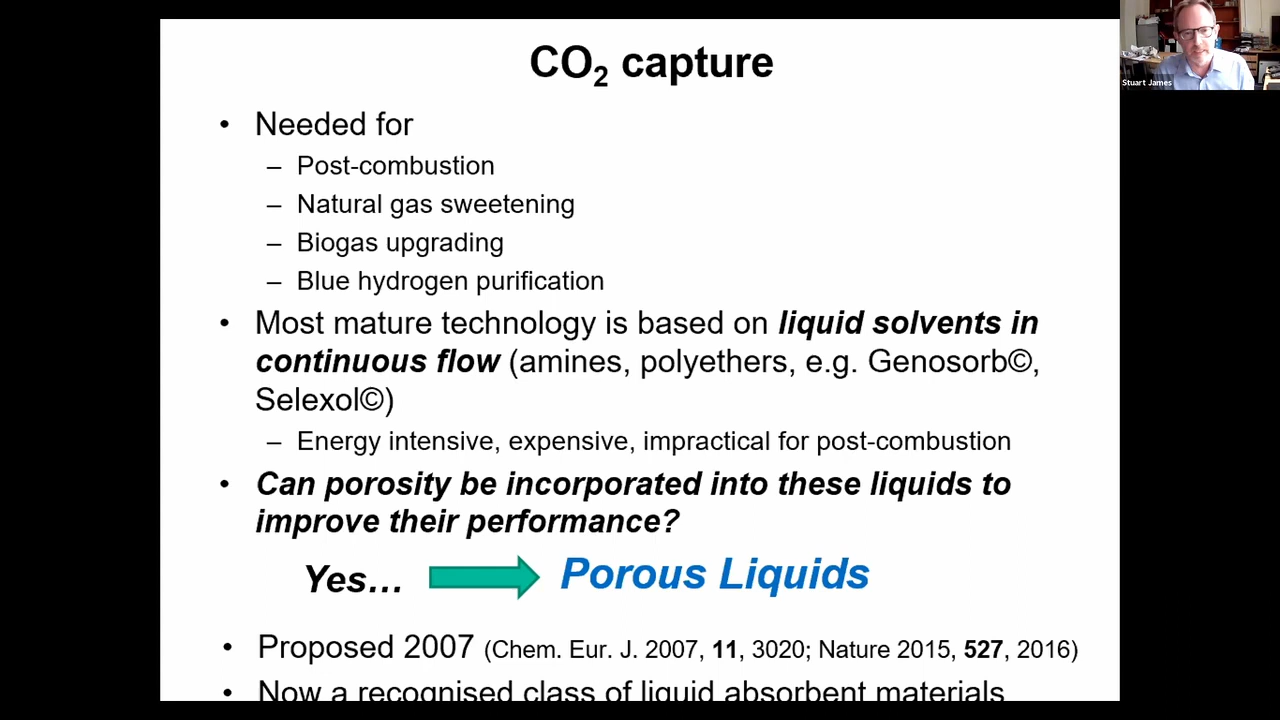 CO₂ capture
Stuart James
• Needed for
– Post-combustion
– Natural gas sweetening
– Biogas upgrading
– Blue hydrogen purification
• Most mature technology is based on liquid solvents in
continuous flow (amines, polyethers, e.g. Genosorb©,
Selexol©)
– Energy intensive, expensive, impractical for post-combustion
• Can porosity be incorporated into these liquids to
improve their performance?
Yes... Porous Liquids
• Proposed 2007 (Chem. Eur. J. 2007, 11, 3020; Nature 2015, 527, 2016)
• Now a recognised class of liquid absorbent materials